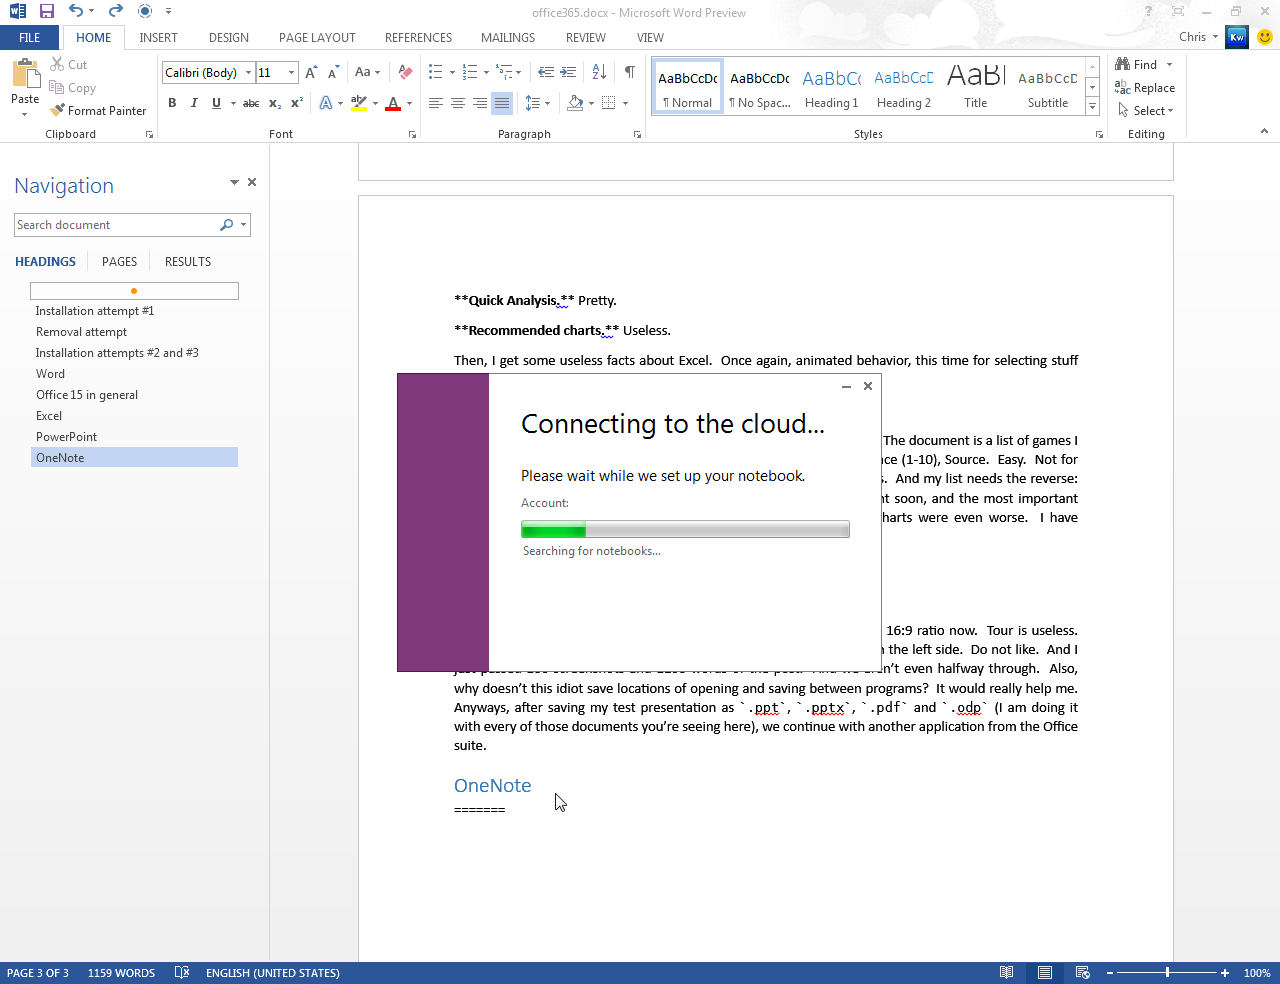 office365.docx - Microsoft Word Preview
FILE HOME INSERT DESIGN PAGE LAYOUT REFERENCES MAILINGS REVIEW VIEW
Chris
Kw
Paste
Cut
Copy
Format Painter
Clipboard
Calibri (Body) 11
Font
Paragraph
AaBbCcDc AaBbCcDc AaBbC AaBbCcD AaB AaBbCcD
¶ Normal ¶ No Spac... Heading 1 Heading 2 Title Subtitle
Styles
Find
Replace
Select
Editing
Navigation
Search document
HEADINGS PAGES RESULTS
Installation attempt #1
Removal attempt
Installation attempts #2 and #3
Word
Office 15 in general
Excel
PowerPoint
OneNote
**Quick Analysis.** Pretty.
**Recommended charts.** Useless.
Then, I get some useless facts about Excel. Once again, animated behavior, this time for selecting stuff
Connecting to the cloud...
Please wait while we set up your notebook.
Account:
Searching for notebooks...
The document is a list of games I
ce (1-10), Source. Easy. Not for
s. And my list needs the reverse:
nt soon, and the most important
harts were even worse. I have
16:9 ratio now. Tour is useless.
the left side. Do not like. And I
n't even halfway through. Also,
why doesn't this idiot save locations of opening and saving between programs? It would really help me.
Anyways, after saving my test presentation as `.ppt`, `.pptx`, `.pdf` and `.odp` (I am doing it
with every of those documents you're seeing here), we continue with another application from the Office
suite.
OneNote
=======
PAGE 3 OF 3 1159 WORDS ENGLISH (UNITED STATES) 100%